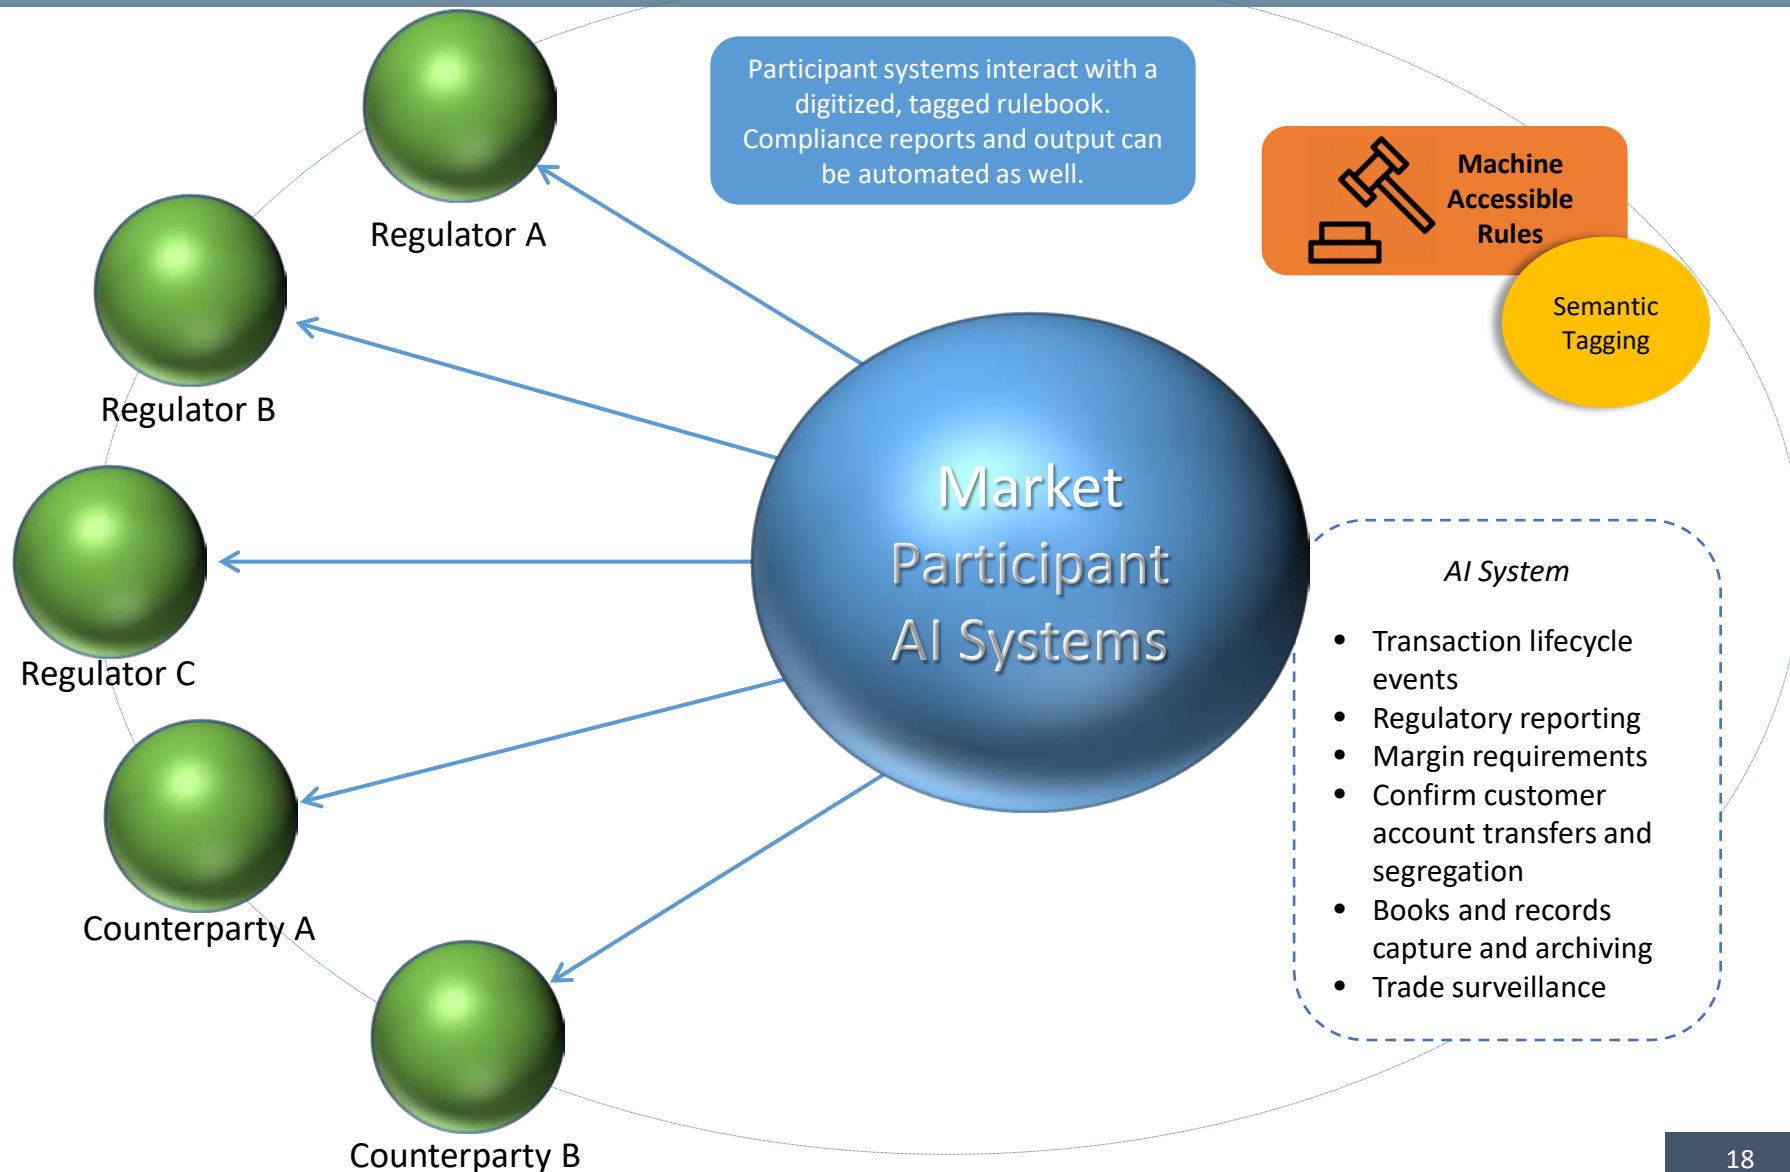 Participant systems interact with a
digitized, tagged rulebook.
Compliance reports and output can
be automated as well.
Machine
Accessible
Rules
Semantic
Tagging
Regulator A
Regulator B
Regulator C
Counterparty A
Counterparty B
Market
Participant
AI Systems
AI System
• Transaction lifecycle
events
• Regulatory reporting
• Margin requirements
• Confirm customer
account transfers and
segregation
• Books and records
capture and archiving
• Trade surveillance
18